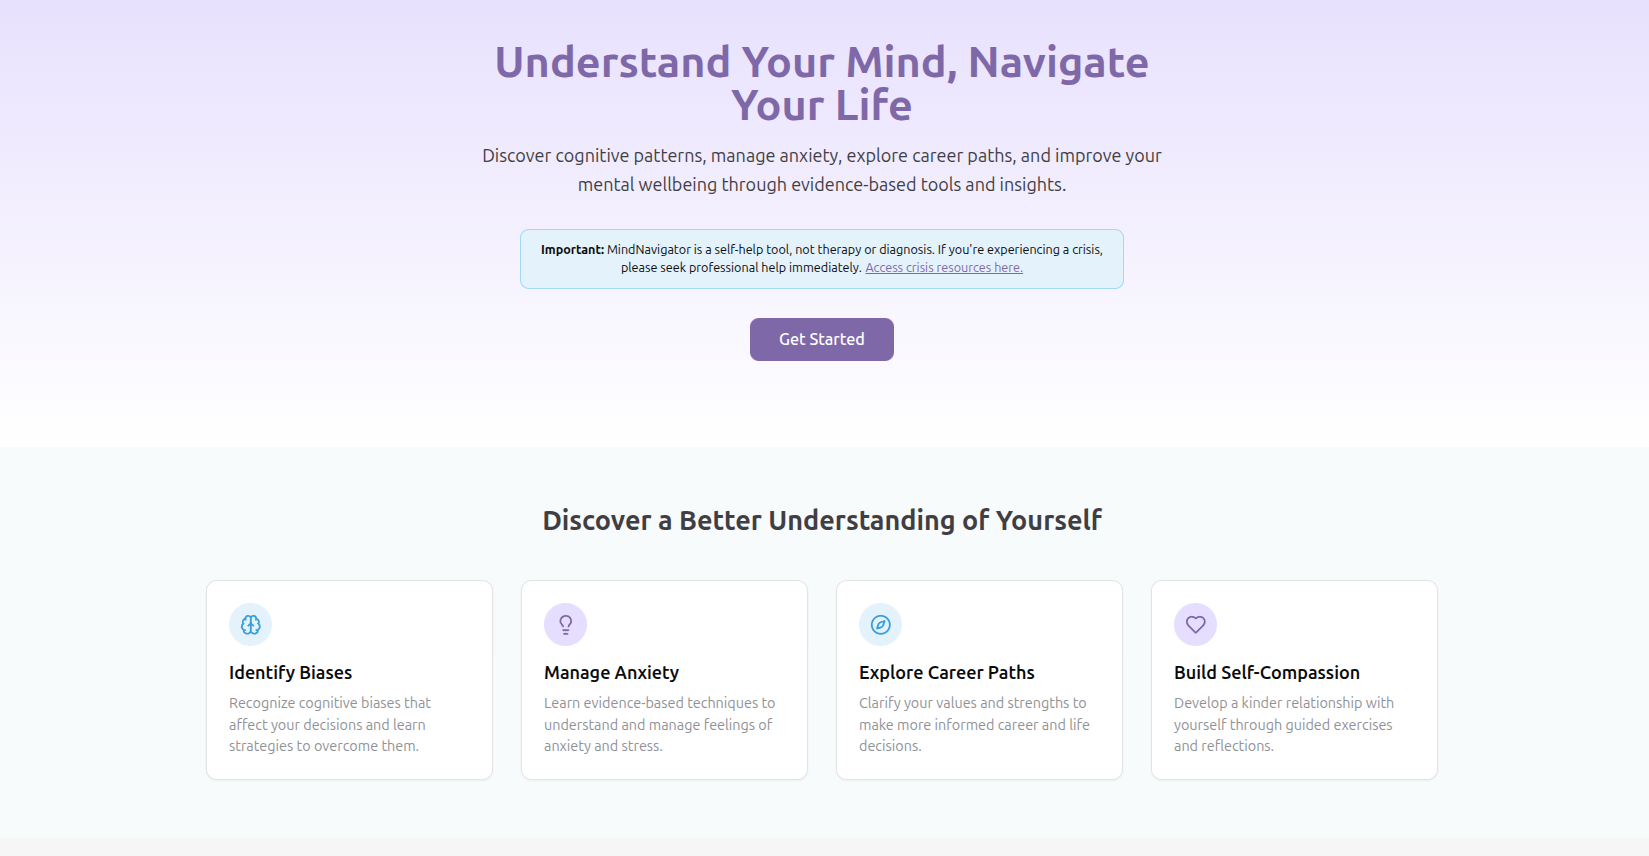 Understand Your Mind, Navigate
Your Life
Discover cognitive patterns, manage anxiety, explore career paths, and improve your
mental wellbeing through evidence-based tools and insights.
Important: MindNavigator is a self-help tool, not therapy or diagnosis. If you're experiencing a crisis,
please seek professional help immediately. Access crisis resources here.
Get Started
Discover a Better Understanding of Yourself
Identify Biases
Recognize cognitive biases that
affect your decisions and learn
strategies to overcome them.
Manage Anxiety
Learn evidence-based techniques to
understand and manage feelings of
anxiety and stress.
Explore Career Paths
Clarify your values and strengths to
make more informed career and life
decisions.
Build Self-Compassion
Develop a kinder relationship with
yourself through guided exercises
and reflections.